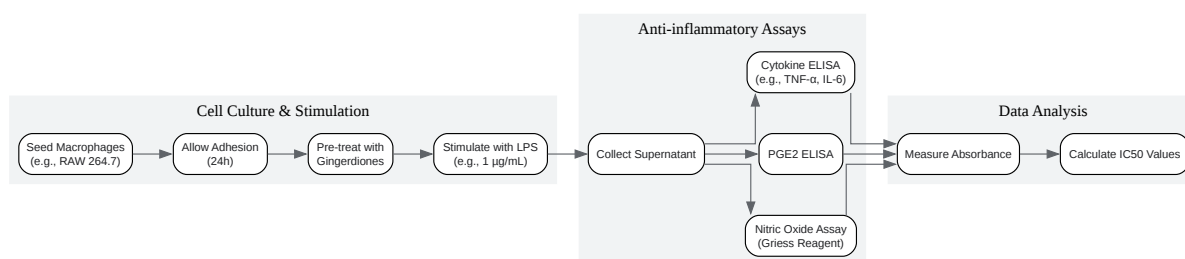 Cell Culture & Stimulation
Seed Macrophages
(e.g., RAW 264.7)
Allow Adhesion
(24h)
Pre-treat with
Gingerdiones
Stimulate with LPS
(e.g., 1 µg/mL)
Anti-inflammatory Assays
Collect Supernatant
Cytokine ELISA
(e.g., TNF-α, IL-6)
PGE2 ELISA
Nitric Oxide Assay
(Griess Reagent)
Data Analysis
Measure Absorbance
Calculate IC50 Values